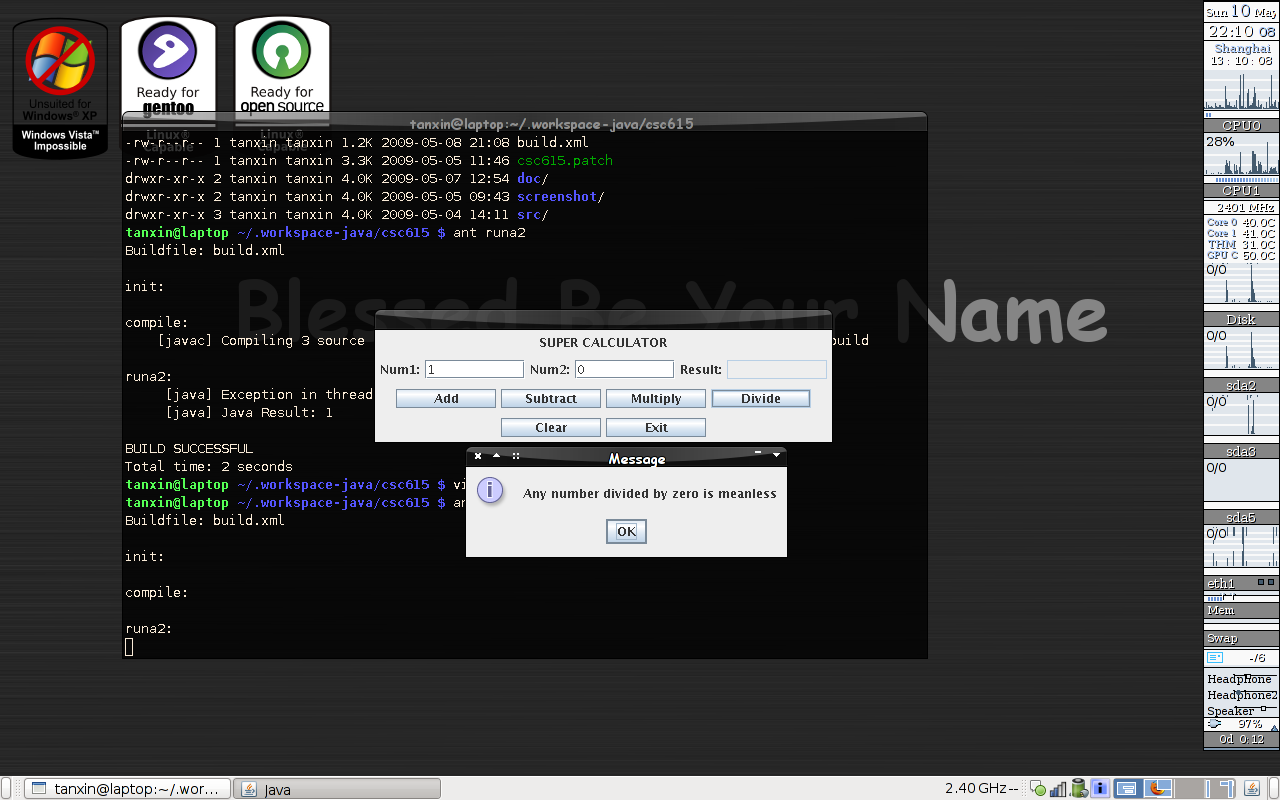 Unsuited for
Windows® XP
Windows Vista™
Impossible
Ready for
gentoo
Linux®
Capable
Ready for
open source
Linux®
Capable
tanxin@laptop:~/.workspace-java/csc615
-rw-r--r-- 1 tanxin tanxin 1.2K 2009-05-08 21:08 build.xml
-rw-r--r-- 1 tanxin tanxin 3.3K 2009-05-05 11:46 csc615.patch
drwxr-xr-x 2 tanxin tanxin 4.0K 2009-05-07 12:54 doc/
drwxr-xr-x 2 tanxin tanxin 4.0K 2009-05-05 09:43 screenshot/
drwxr-xr-x 3 tanxin tanxin 4.0K 2009-05-04 14:11 src/
tanxin@laptop ~/.workspace-java/csc615 $ ant runa2
Buildfile: build.xml
init:
compile:
[javac] Compiling 3 source
build
runa2:
[java] Exception in thread
[java] Java Result: 1
BUILD SUCCESSFUL
Total time: 2 seconds
tanxin@laptop ~/.workspace-java/csc615 $ vi
tanxin@laptop ~/.workspace-java/csc615 $ an
Buildfile: build.xml
init:
compile:
runa2:
Blessed Be Your Name
SUPER CALCULATOR
Num1: 1 Num2: 0 Result:
Add Subtract Multiply Divide
Clear Exit
Message
Any number divided by zero is meanless
OK
Sun 10 May
22:10 08
Shanghai
13:10:08
CPU0
28%
CPU1
2401 MHz
Core 0 40.0C
Core 1 41.0C
THM 31.0C
GPU C 50.0C
0/0
Disk
0/0
sda2
0/0
sda3
0/0
sda5
0/0
eth1
Mem
Swap
-/6
Headphone
Headphone2
Speaker
97%
0d 0:12
tanxin@laptop:~/.wor...
Java
2.40 GHz--